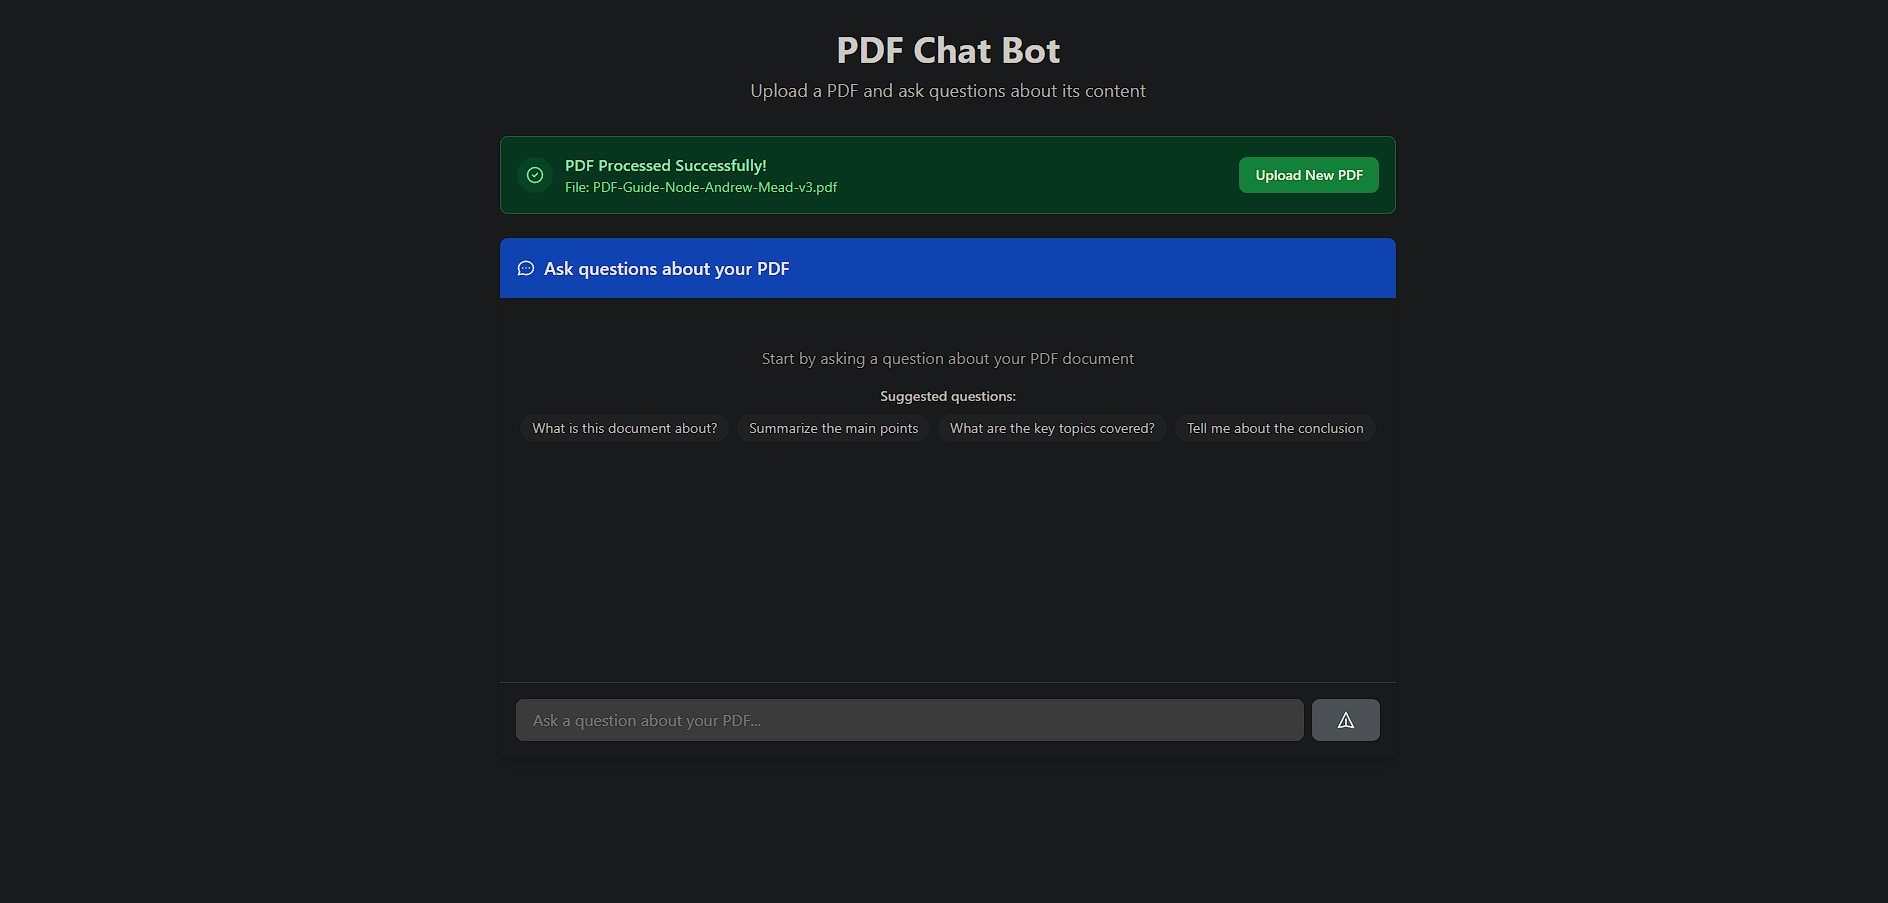 PDF Chat Bot
Upload a PDF and ask questions about its content
PDF Processed Successfully!
File: PDF-Guide-Node-Andrew-Mead-v3.pdf
Upload New PDF
Ask questions about your PDF
Start by asking a question about your PDF document
Suggested questions:
What is this document about?
Summarize the main points
What are the key topics covered?
Tell me about the conclusion
Ask a question about your PDF...